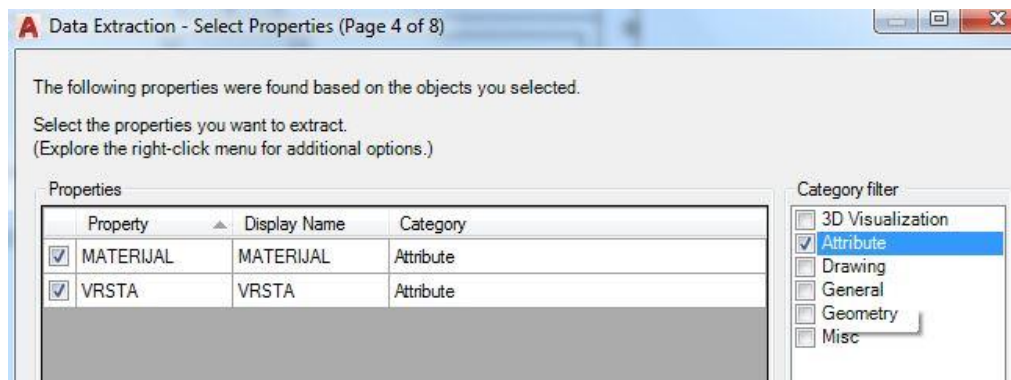 Data Extraction - Select Properties (Page 4 of 8)
The following properties were found based on the objects you selected.
Select the properties you want to extract.
(Explore the right-click menu for additional options.)
Properties
Property Display Name Category
MATERIJAL MATERIJAL Attribute
VRSTA VRSTA Attribute
Category filter
3D Visualization
Attribute
Drawing
General
Geometry
Misc